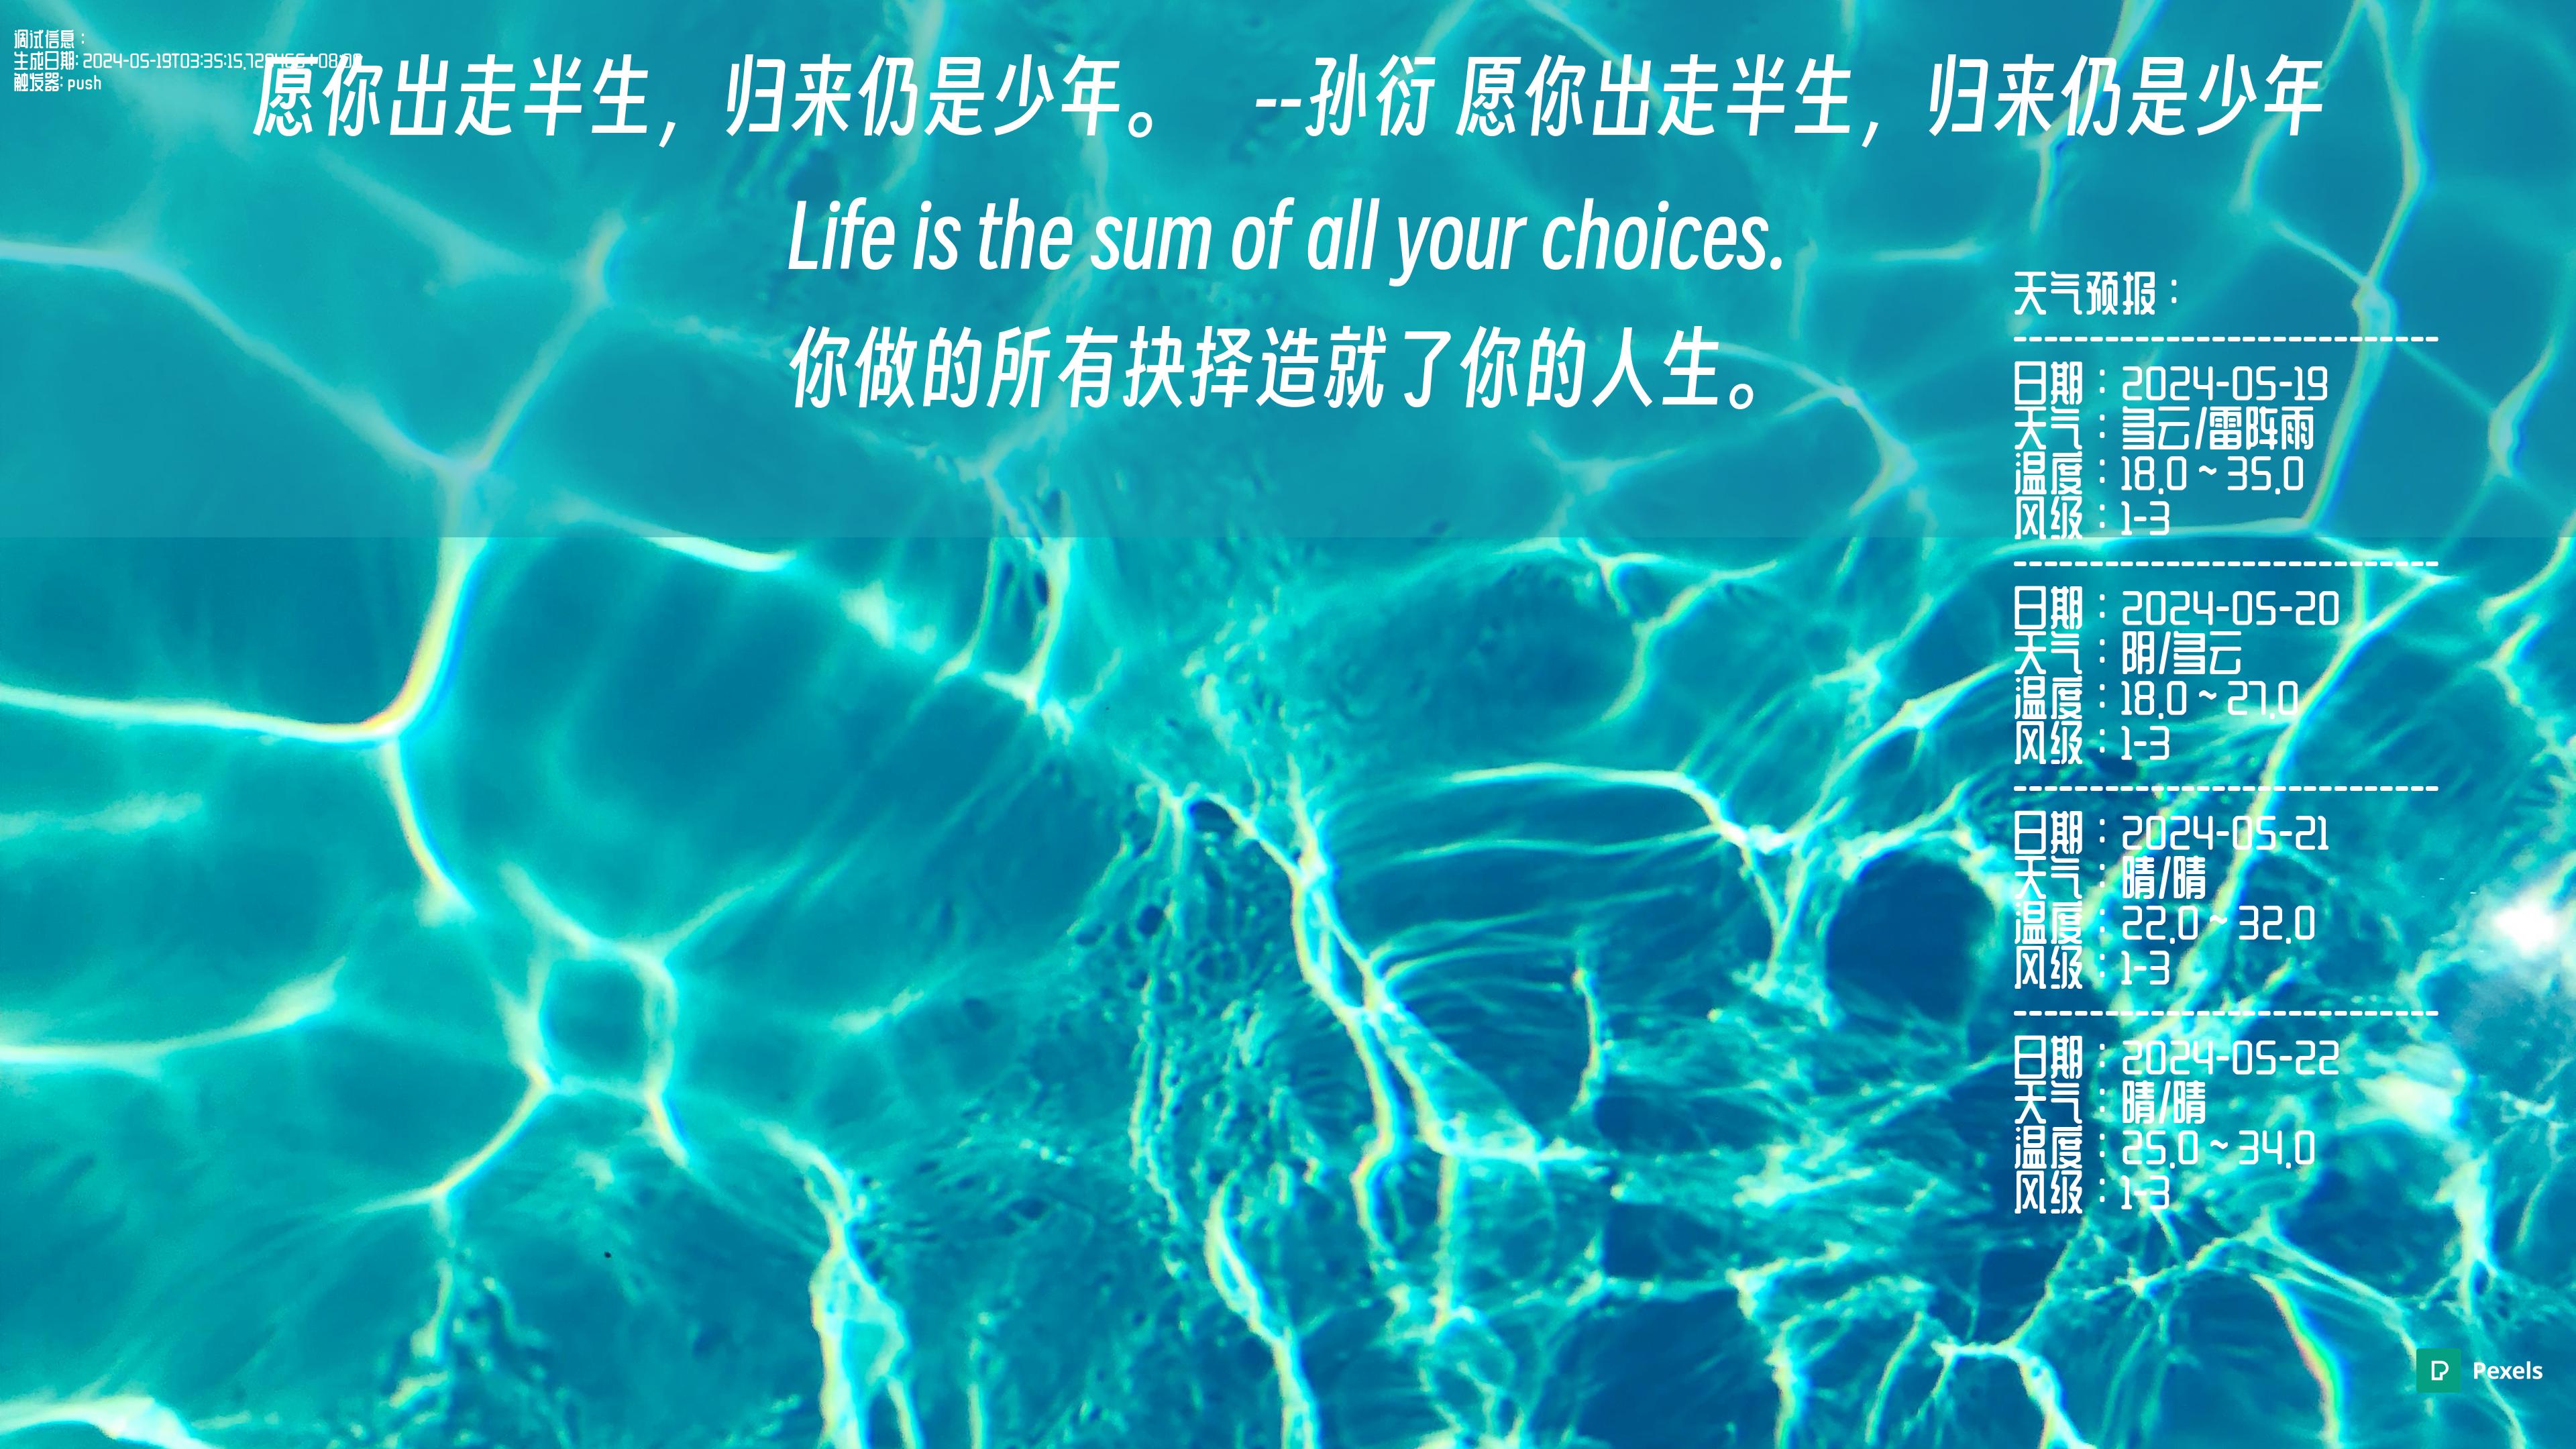 调试信息：
生成日期: 2024-05-19T03:35:15.
触发器: push
愿你出走半生，归来仍是少年。 --孙衍 愿你出走半生，归来仍是少年
Life is the sum of all your choices.
你做的所有抉择造就了你的人生。
天气预报：
----------------------------
日期：2024-05-19
天气：多云/雷阵雨
温度：18.0 ~ 35.0
风级：1-3
----------------------------
日期：2024-05-20
天气：阴/多云
温度：18.0 ~ 27.0
风级：1-3
----------------------------
日期：2024-05-21
天气：晴/晴
温度：22.0 ~ 32.0
风级：1-3
----------------------------
日期：2024-05-22
天气：晴/晴
温度：25.0 ~ 34.0
风级：1-3
Pexels